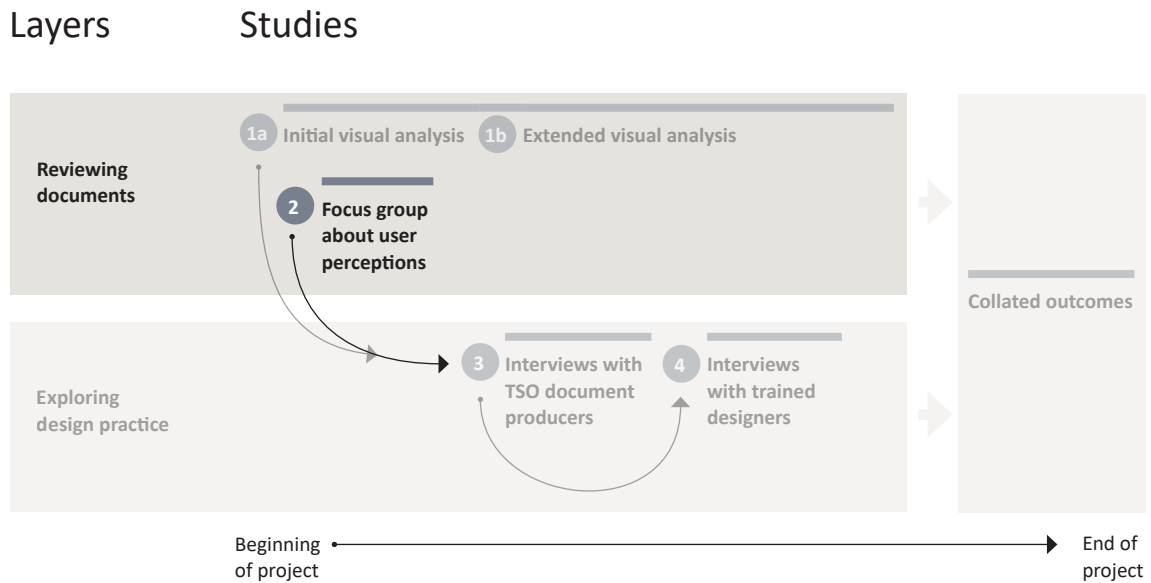 Layers
Studies
1a
Initial visual analysis
1b
Extended visual analysis
Reviewing
documents
2
Focus group
about user
perceptions
Collated outcomes
Exploring
design practice
3
Interviews with
TSO document
producers
4
Interviews
with trained
designers
Beginning
of project
End of
project